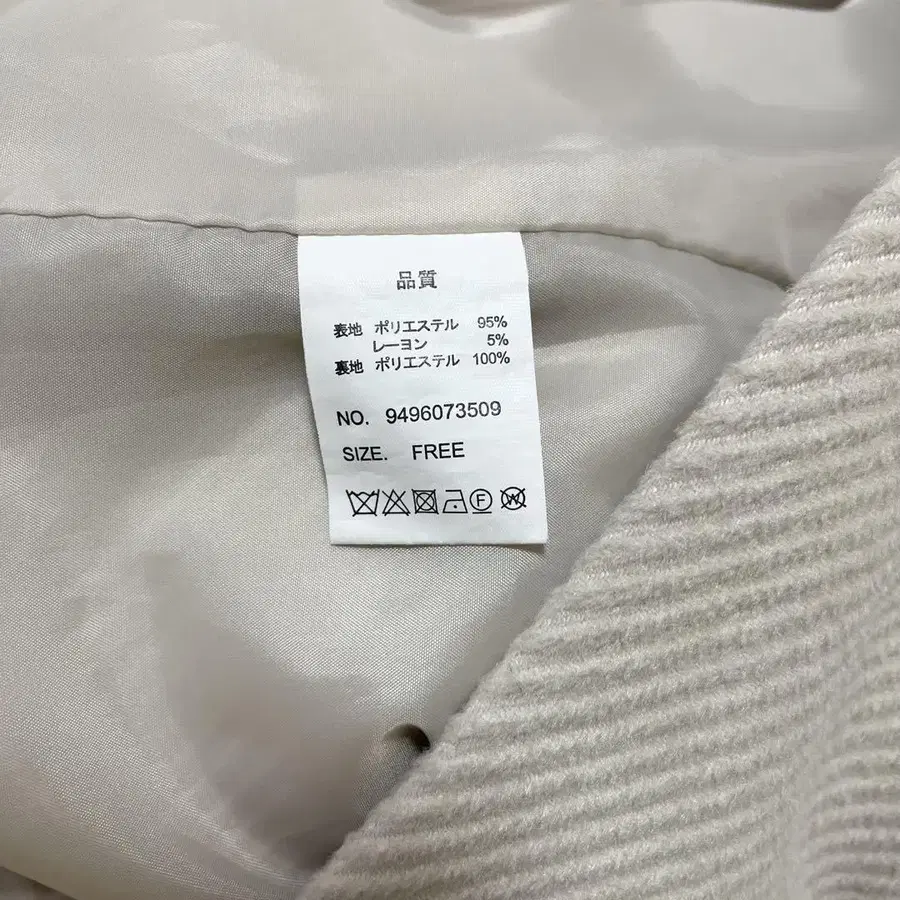 品質
表地 ポリエステル 95%
レーヨン 5%
裏地 ポリエステル 100%
NO. 9496073509
SIZE. FREE
F W